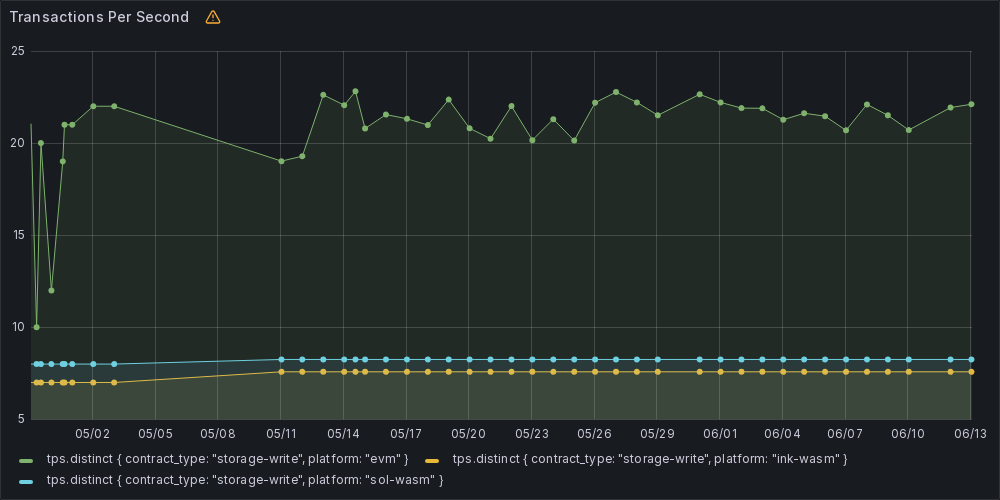 Transactions Per Second
25
20
15
10
5
05/02 05/05 05/08 05/11 05/14 05/17 05/20 05/23 05/26 05/29 06/01 06/04 06/07 06/10 06/13
tps.distinct { contract_type: "storage-write", platform: "evm" } tps.distinct { contract_type: "storage-write", platform: "ink-wasm" }
tps.distinct { contract_type: "storage-write", platform: "sol-wasm" }